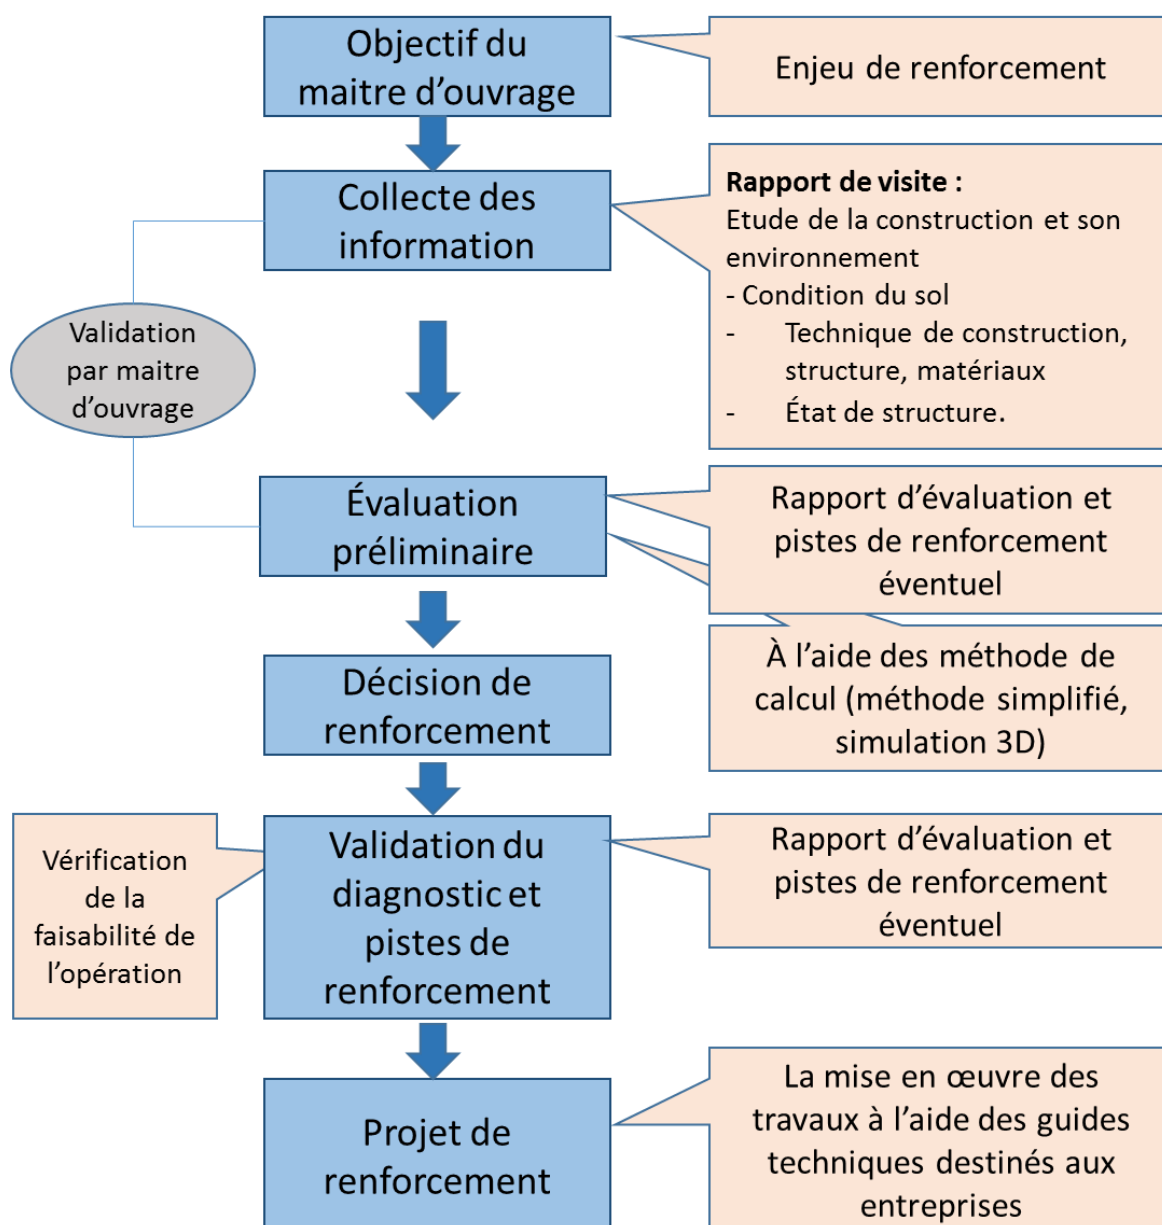 Objectif du
maitre d’ouvrage
Enjeu de renforcement
Collecte des
information
Rapport de visite :
Etude de la construction et son
environnement
- Condition du sol
- Technique de construction,
structure, matériaux
- État de structure.
Validation
par maitre
d’ouvrage
Évaluation
préliminaire
Rapport d’évaluation et
pistes de renforcement
éventuel
À l’aide des méthode de
calcul (méthode simplifié,
simulation 3D)
Décision de
renforcement
Vérification
de la
faisabilité de
l’opération
Validation du
diagnostic et
pistes de
renforcement
Rapport d’évaluation et
pistes de renforcement
éventuel
Projet de
renforcement
La mise en œuvre des
travaux à l’aide des guides
techniques destinés aux
entreprises